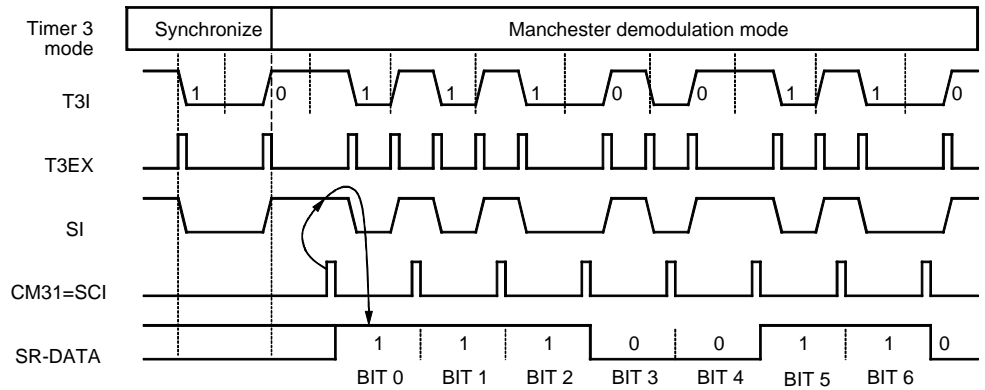 Timer 3
mode
Synchronize
Manchester demodulation mode
T3I
1 0 1 1 1 0 0 1 1 0
T3EX
SI
CM31=SCI
SR-DATA
1 1 1 0 0 1 1 0
BIT 0 BIT 1 BIT 2 BIT 3 BIT 4 BIT 5 BIT 6